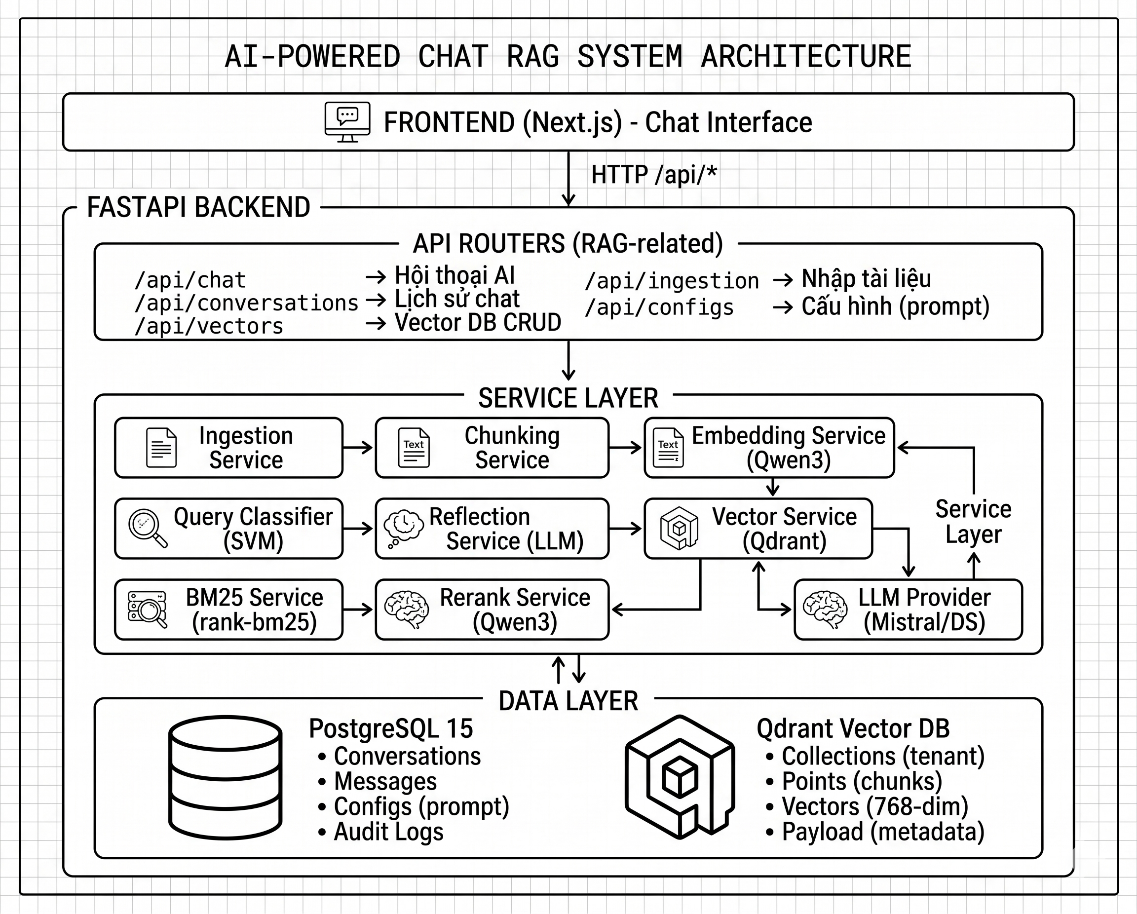 AI-POWERED CHAT RAG SYSTEM ARCHITECTURE
FRONTEND (Next.js) - Chat Interface
HTTP /api/*
FASTAPI BACKEND
API ROUTERS (RAG-related)
/api/chat → Hội thoại AI
/api/conversations → Lịch sử chat
/api/vectors → Vector DB CRUD
/api/ingestion → Nhập tài liệu
/api/configs → Cấu hình (prompt)
SERVICE LAYER
Ingestion
Service
Text
Chunking
Service
Text
Embedding Service
(Qwen3)
Query Classifier
(SVM)
Reflection
Service (LLM)
Vector Service
(Qdrant)
Service
Layer
BM25 Service
(rank-bm25)
Rerank Service
(Qwen3)
LLM Provider
(Mistral/DS)
DATA LAYER
PostgreSQL 15
• Conversations
• Messages
• Configs (prompt)
• Audit Logs
Qdrant Vector DB
• Collections (tenant)
• Points (chunks)
• Vectors (768-dim)
• Payload (metadata)